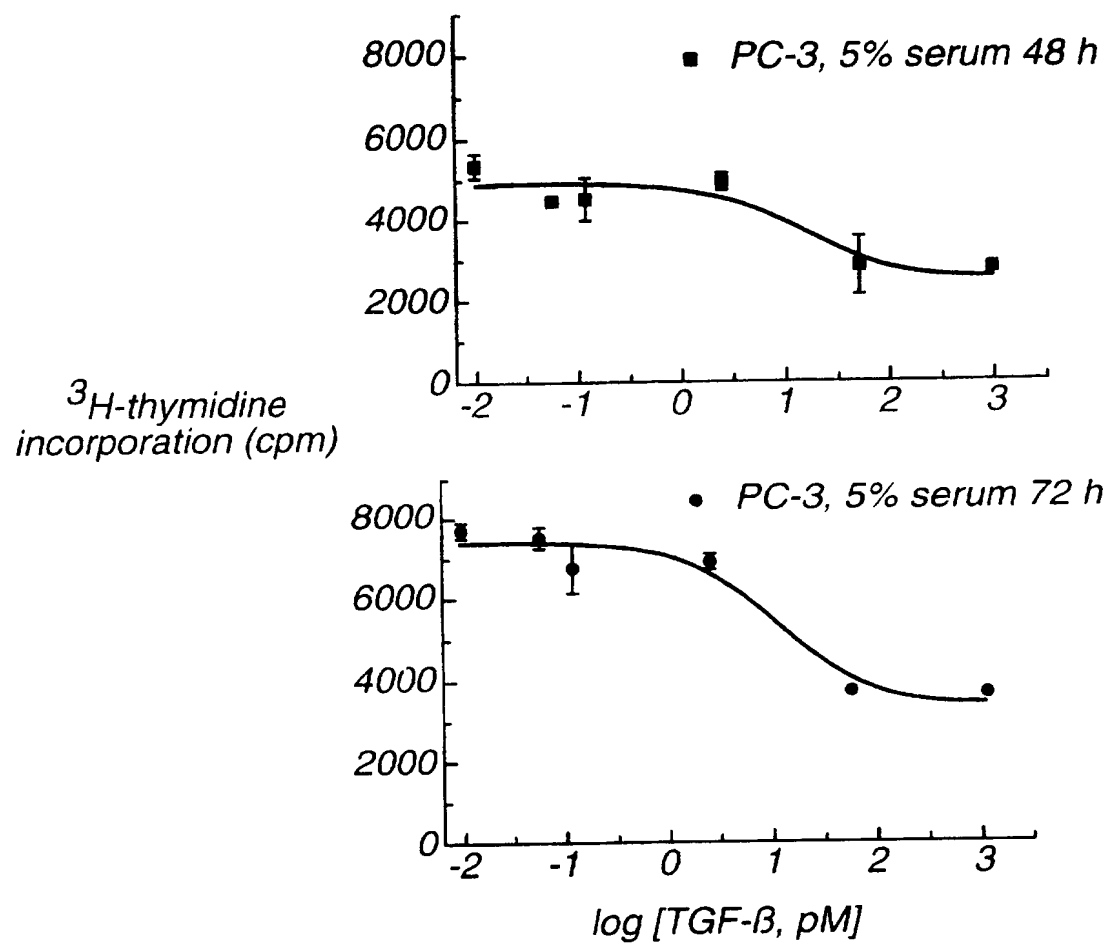 8000
PC-3, 5% serum 48 h
6000
4000
2000
0
-2 -1 0 1 2 3
³H-thymidine
incorporation (cpm)
PC-3, 5% serum 72 h
8000
6000
4000
2000
0
-2 -1 0 1 2 3
log [TGF-ß, pM]